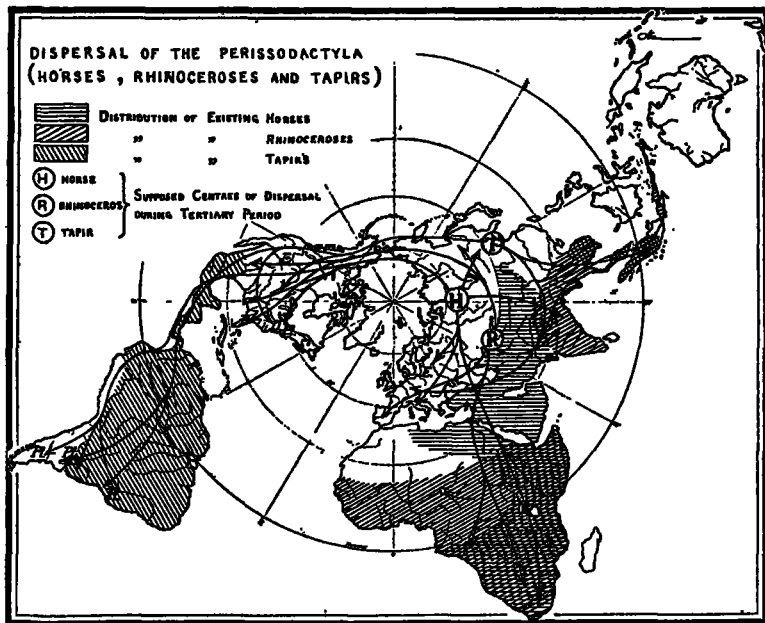 DISPERSAL OF THE PERISSODACTYLA
(HORSES, RHINOCEROSES AND TAPIRS)
DISTRIBUTION OF EXISTING HORSES
" " RHINOCEROSES
" " TAPIRS
H HORSE
R RHINOCEROS
T TAPIR
SUPPOSED CENTRES OF DISPERSAL
DURING TERTIARY PERIOD
T
H
R